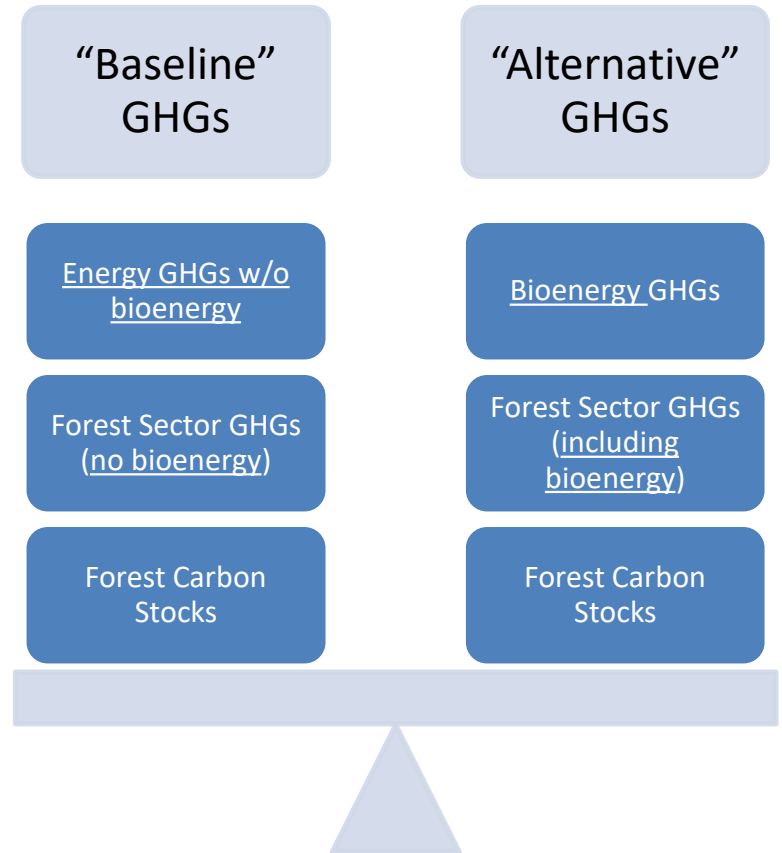 “Baseline”
GHGs
“Alternative”
GHGs
Energy GHGs w/o
bioenergy
Bioenergy GHGs
Forest Sector GHGs
(no bioenergy)
Forest Sector GHGs
(including
bioenergy)
Forest Carbon
Stocks
Forest Carbon
Stocks